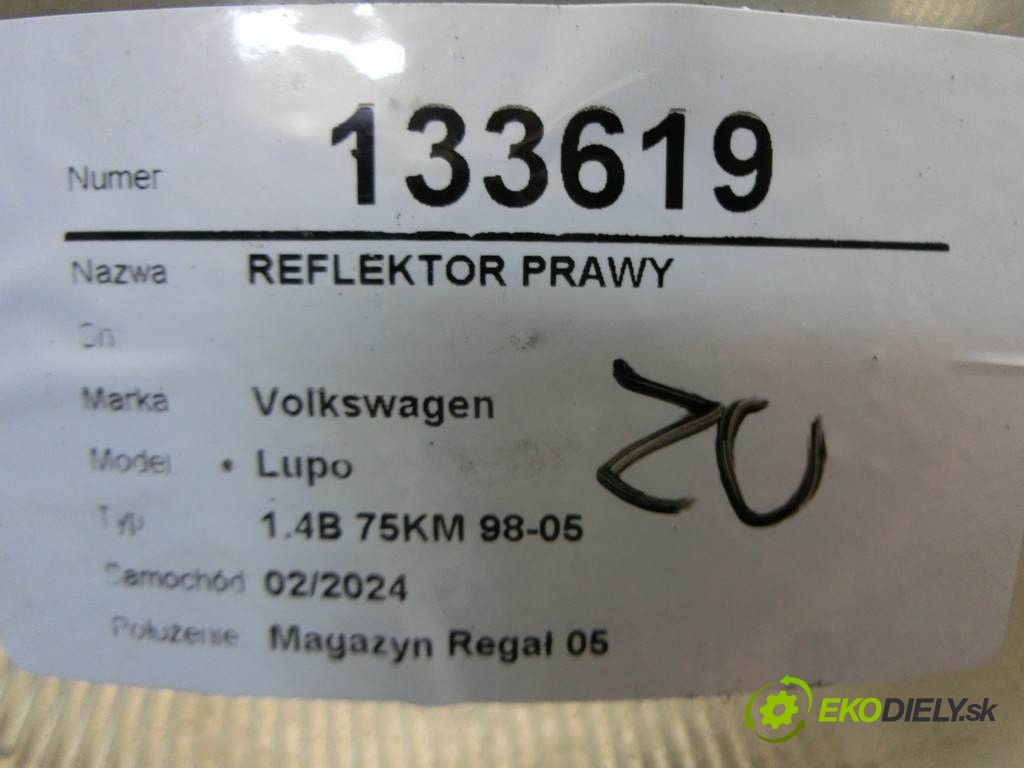 Numer 133619
Nazwa REFLEKTOR PRAWY
Marka Volkswagen
Model Lupo
Typ 1.4B 75KM 98-05
Samochód 02/2024
Położenie Magazyn Regał 05
EKODIELY.sk